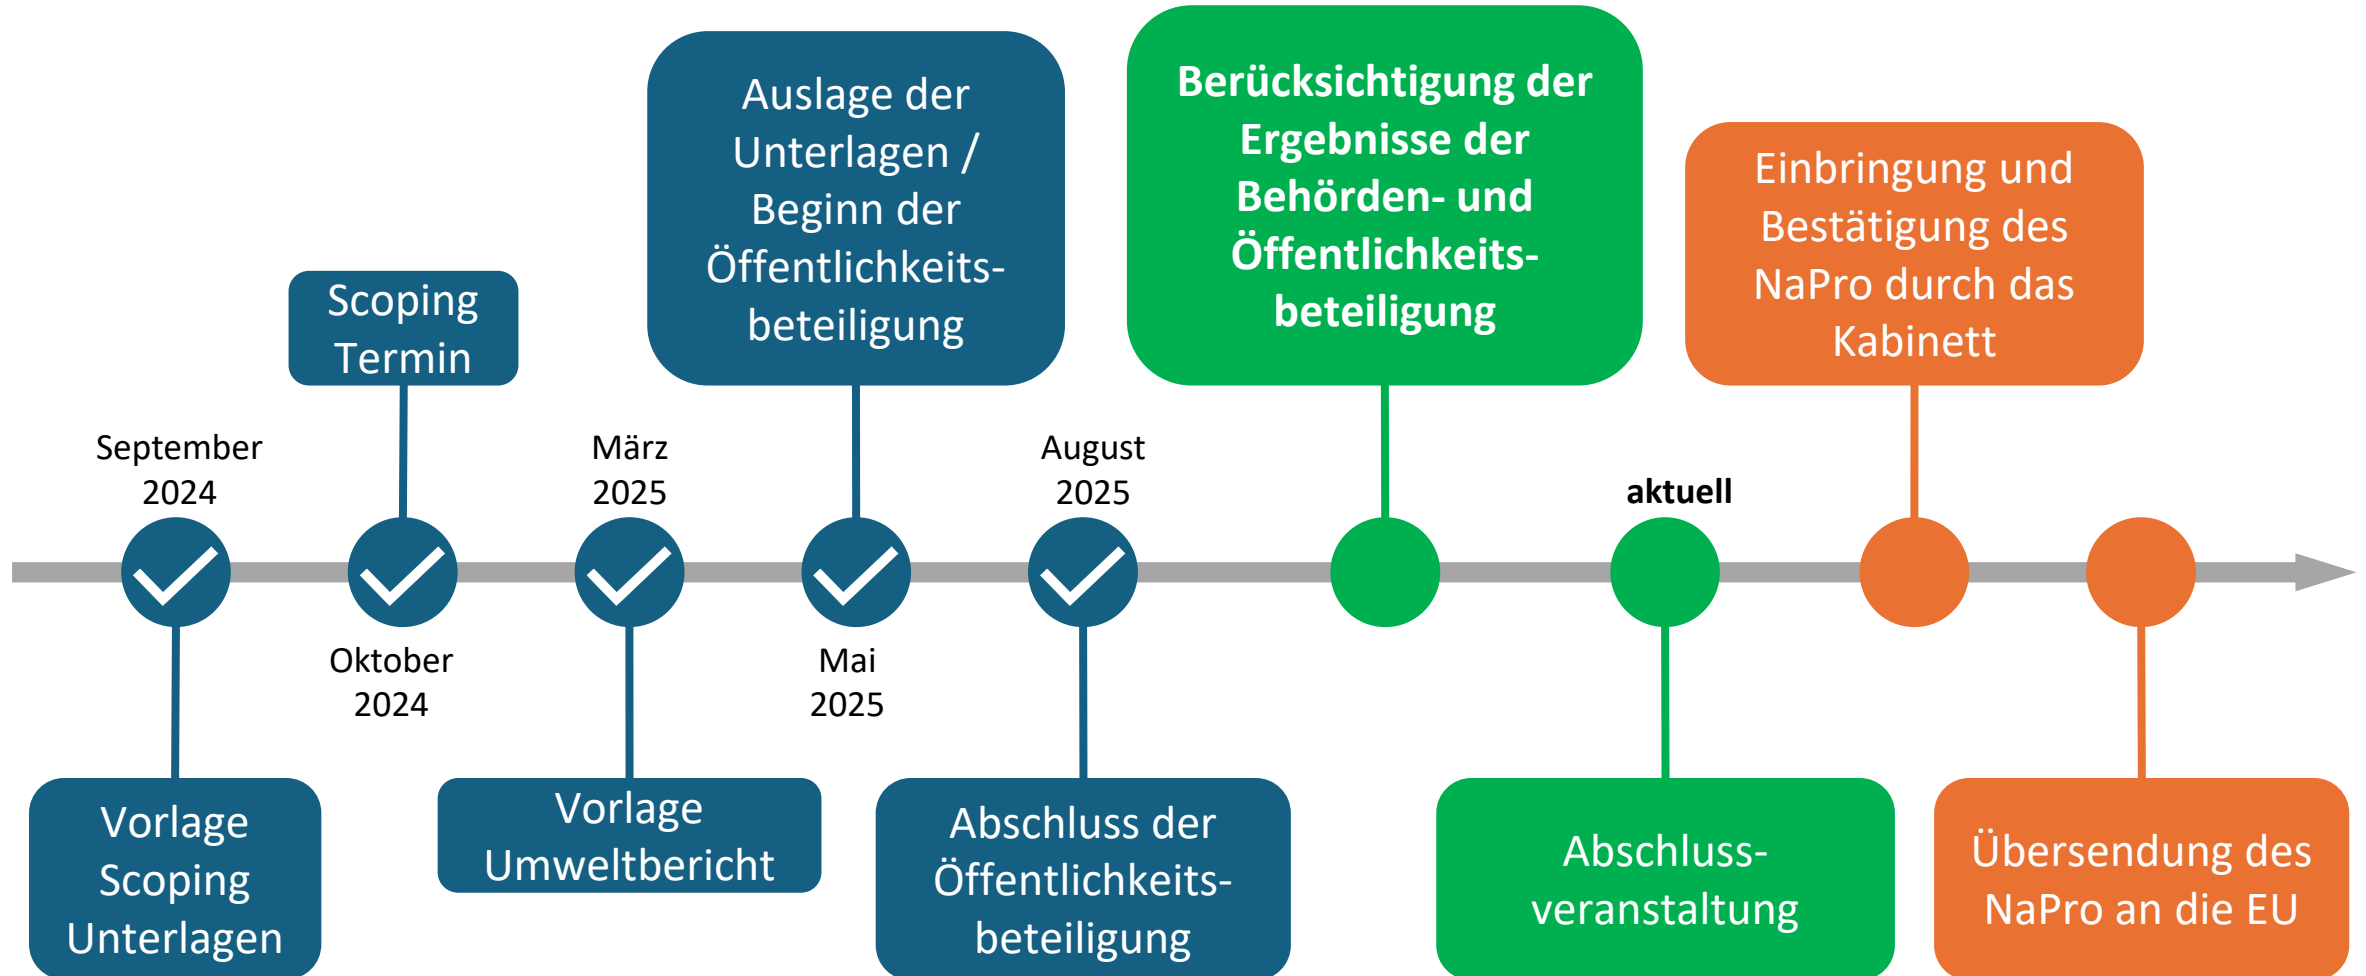 September
2024
Vorlage
Scoping
Unterlagen
Scoping
Termin
Oktober
2024
März
2025
Vorlage
Umweltbericht
Auslage der
Unterlagen /
Beginn der
Öffentlichkeits-
beteiligung
Mai
2025
August
2025
Abschluss der
Öffentlichkeits-
beteiligung
Berücksichtigung der
Ergebnisse der
Behörden- und
Öffentlichkeits-
beteiligung
aktuell
Abschluss-
veranstaltung
Einbringung und
Bestätigung des
NaPro durch das
Kabinett
Übersendung des
NaPro an die EU